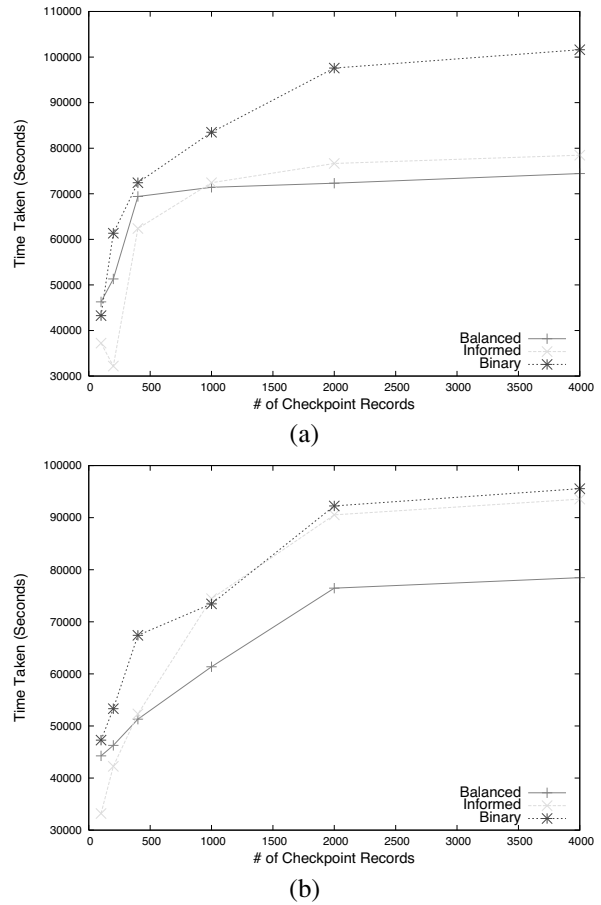 110000
100000
90000
80000
70000
60000
50000
40000
30000
Time Taken (Seconds)
Balanced
Informed
Binary
0 500 1000 1500 2000 2500 3000 3500 4000
# of Checkpoint Records
(a)
100000
90000
80000
70000
60000
50000
40000
30000
Time Taken (Seconds)
Balanced
Informed
Binary
0 500 1000 1500 2000 2500 3000 3500 4000
# of Checkpoint Records
(b)